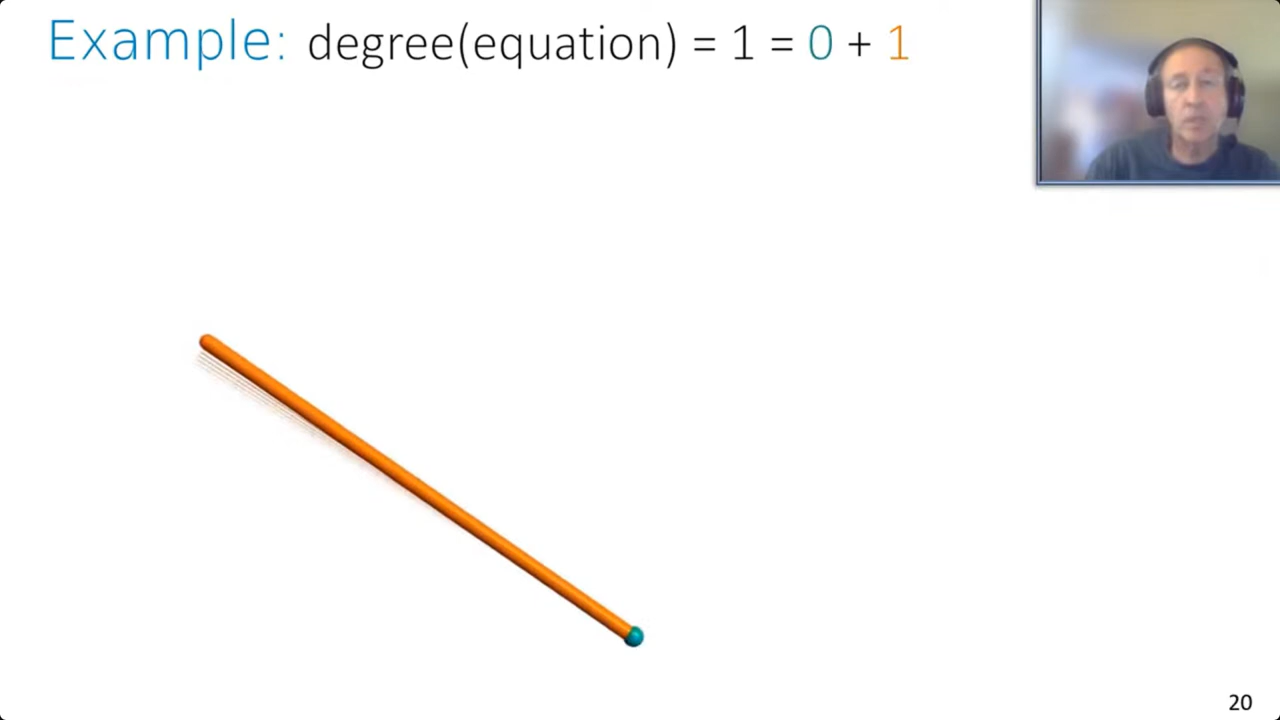 Example: degree(equation) = 1 = 0 + 1
20